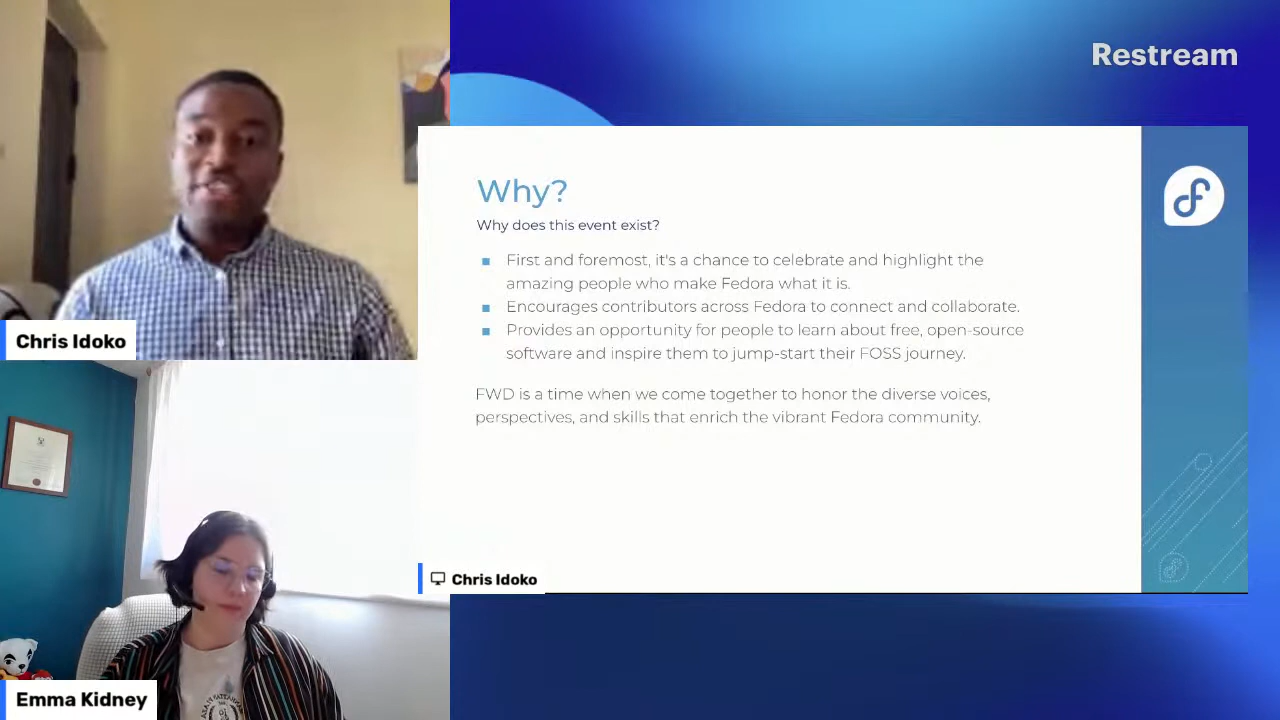 Restream
Why?
Why does this event exist?
First and foremost, it's a chance to celebrate and highlight the
amazing people who make Fedora what it is.
Encourages contributors across Fedora to connect and collaborate.
Provides an opportunity for people to learn about free, open-source
software and inspire them to jump-start their FOSS journey.
FWD is a time when we come together to honor the diverse voices,
perspectives, and skills that enrich the vibrant Fedora community.
Chris Idoko
Chris Idoko
Emma Kidney